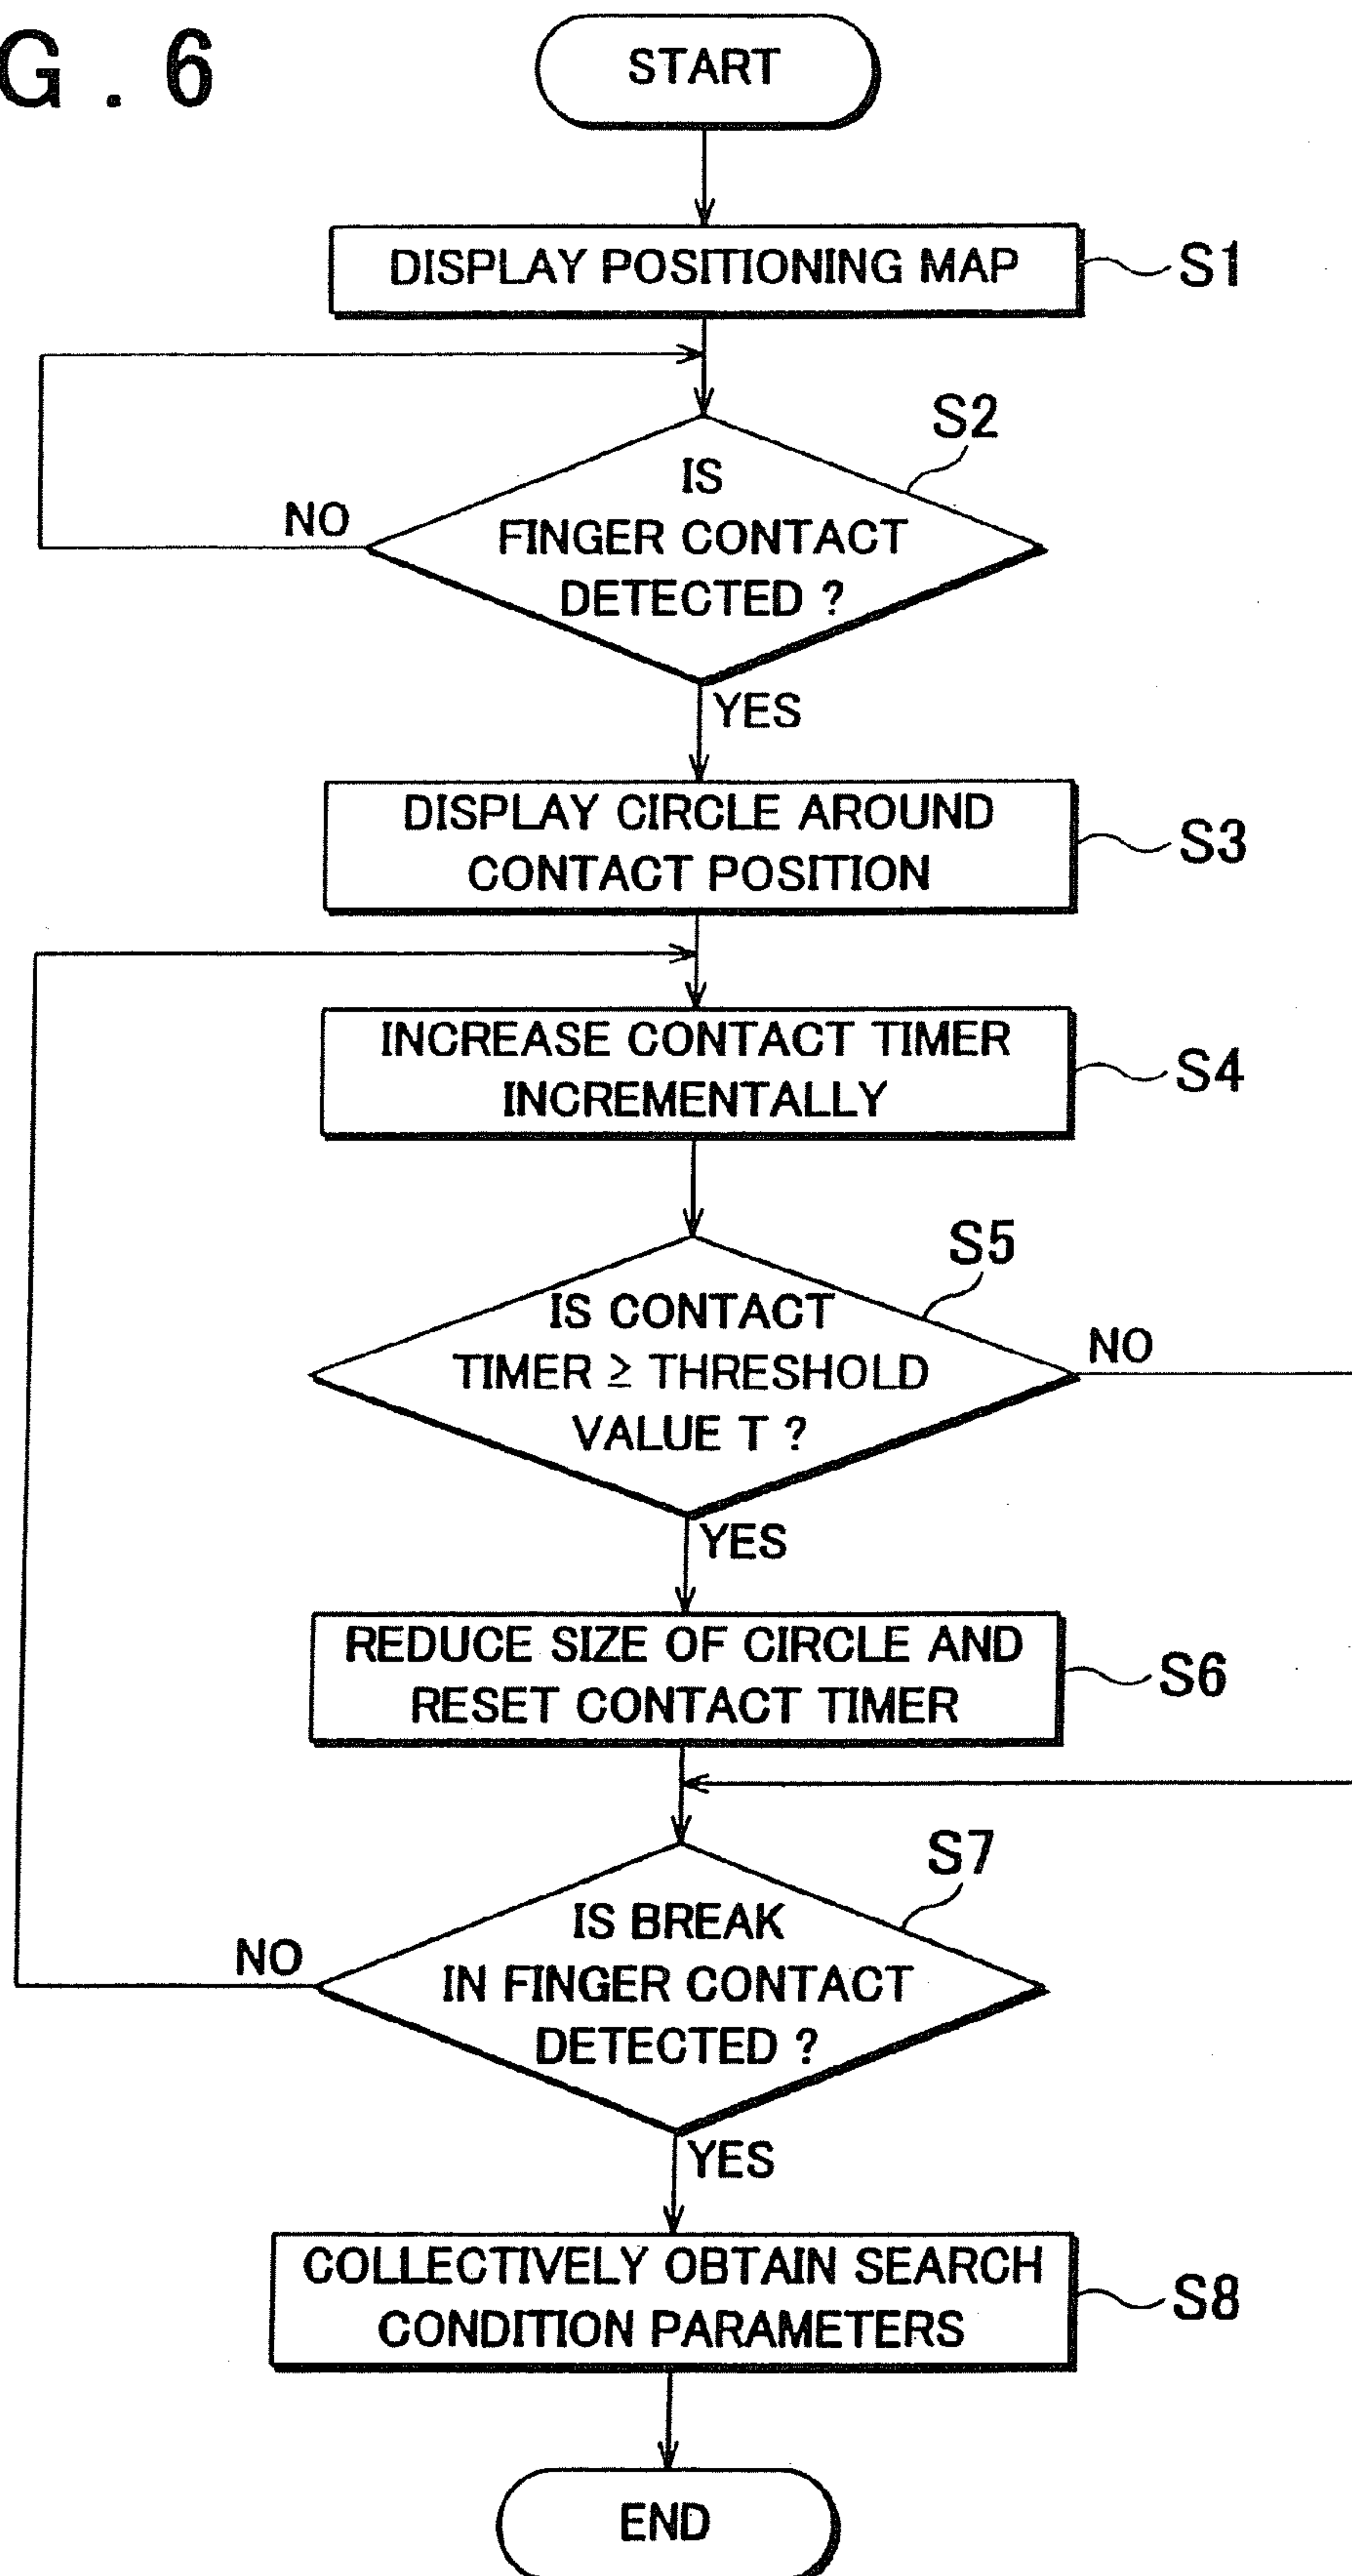 G . 6
START
DISPLAY POSITIONING MAP
S1
S2
IS
FINGER CONTACT
DETECTED ?
NO
YES
DISPLAY CIRCLE AROUND
CONTACT POSITION
S3
INCREASE CONTACT TIMER
INCREMENTALLY
S4
S5
IS CONTACT
TIMER ≥ THRESHOLD
VALUE T ?
NO
YES
REDUCE SIZE OF CIRCLE AND
RESET CONTACT TIMER
S6
S7
IS BREAK
IN FINGER CONTACT
DETECTED ?
NO
YES
COLLECTIVELY OBTAIN SEARCH
CONDITION PARAMETERS
S8
END